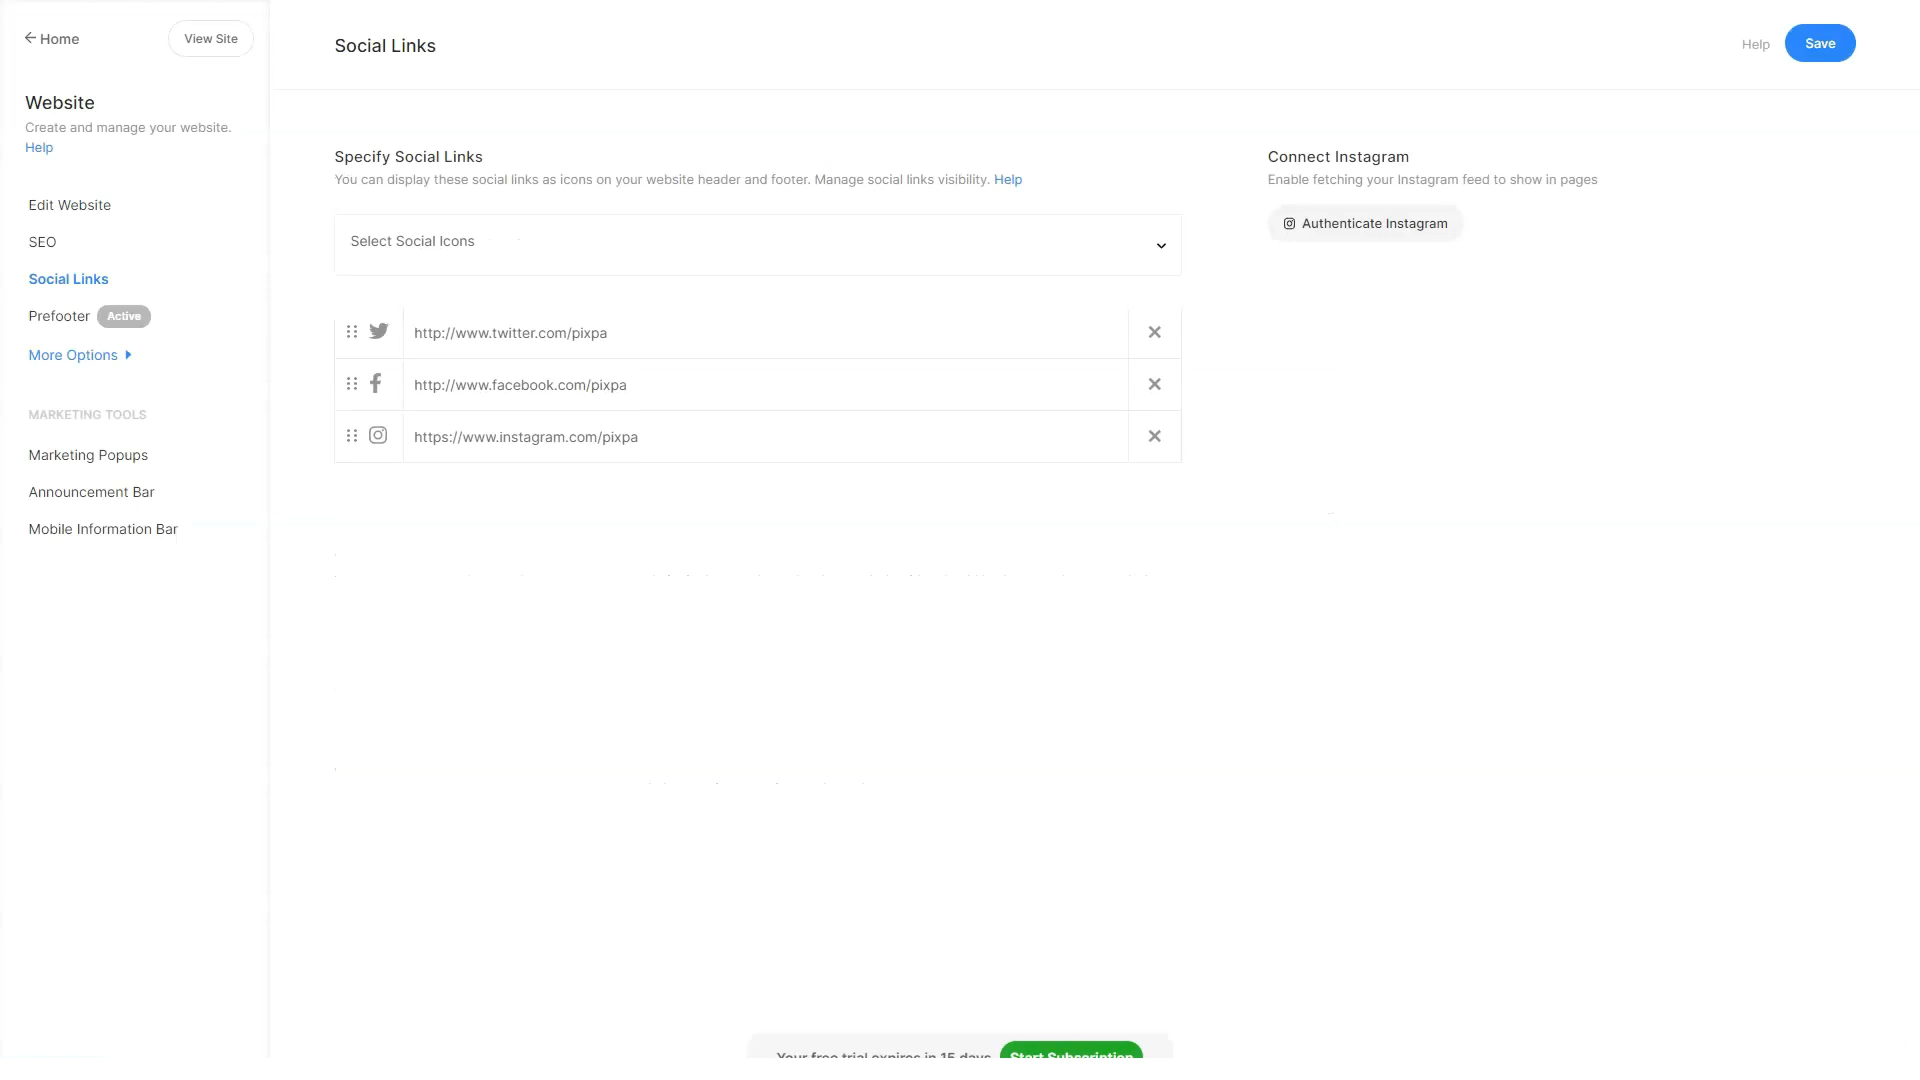 Home
View Site
Social Links
Help
Save
Website
Create and manage your website.
Help
Edit Website
SEO
Social Links
Prefooter
Active
More Options
MARKETING TOOLS
Marketing Popups
Announcement Bar
Mobile Information Bar
Specify Social Links
You can display these social links as icons on your website header and footer. Manage social links visibility. Help
Select Social Icons
http://www.twitter.com/pixpa
http://www.facebook.com/pixpa
https://www.instagram.com/pixpa
Connect Instagram
Enable fetching your Instagram feed to show in pages
Authenticate Instagram
Your free trial expires in 15 days
Start Subscription